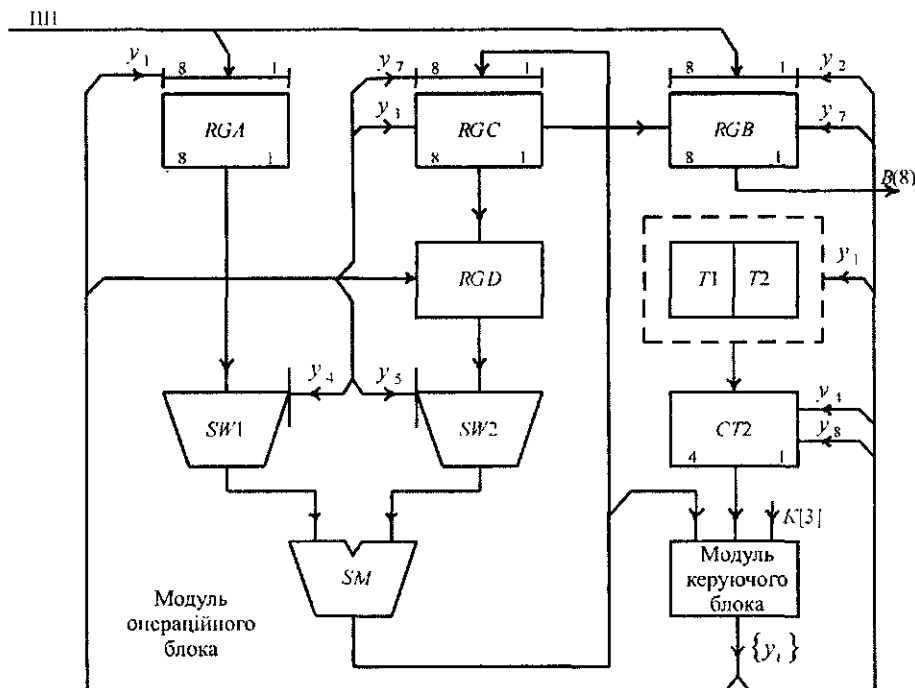 ПІП
y₁ 8 1 y₇ 8 1 8 1 y₂
y₃ y₇
RGA RGC RGB
8 1 8 1 8 1
B(8)
RGD T1 T2 y₁
y₄ y₅ y₄
SW1 SW2 CT2 y₈
4 1
K[3]
SM
Модуль
керуючого
блока
Модуль
операційного
блока
{yᵢ}